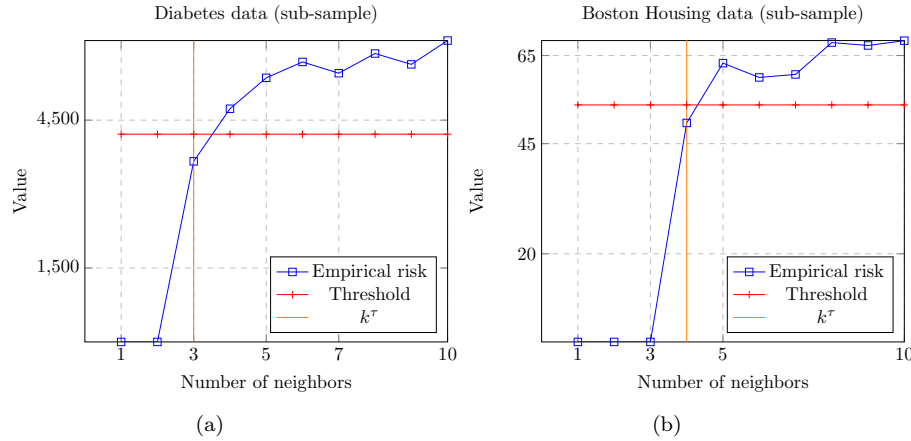 Diabetes data (sub-sample)
4,500
1,500
Value
1
3
5
7
10
Number of neighbors
Empirical risk
Threshold
k^τ
(a)
Boston Housing data (sub-sample)
65
45
20
Value
1
3
5
10
Number of neighbors
Empirical risk
Threshold
k^τ
(b)